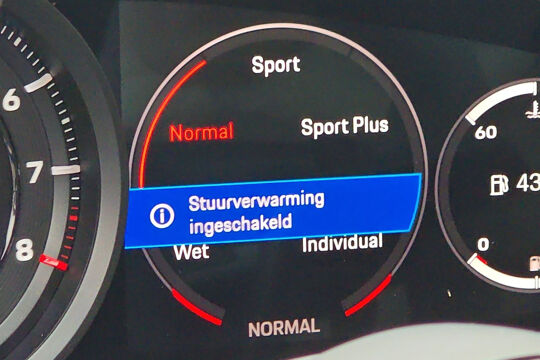 6
7
8
Sport
Normal
Sport Plus
Stuurverwarming
ingeschakeld
Wet
Individual
NORMAL
60
43
0